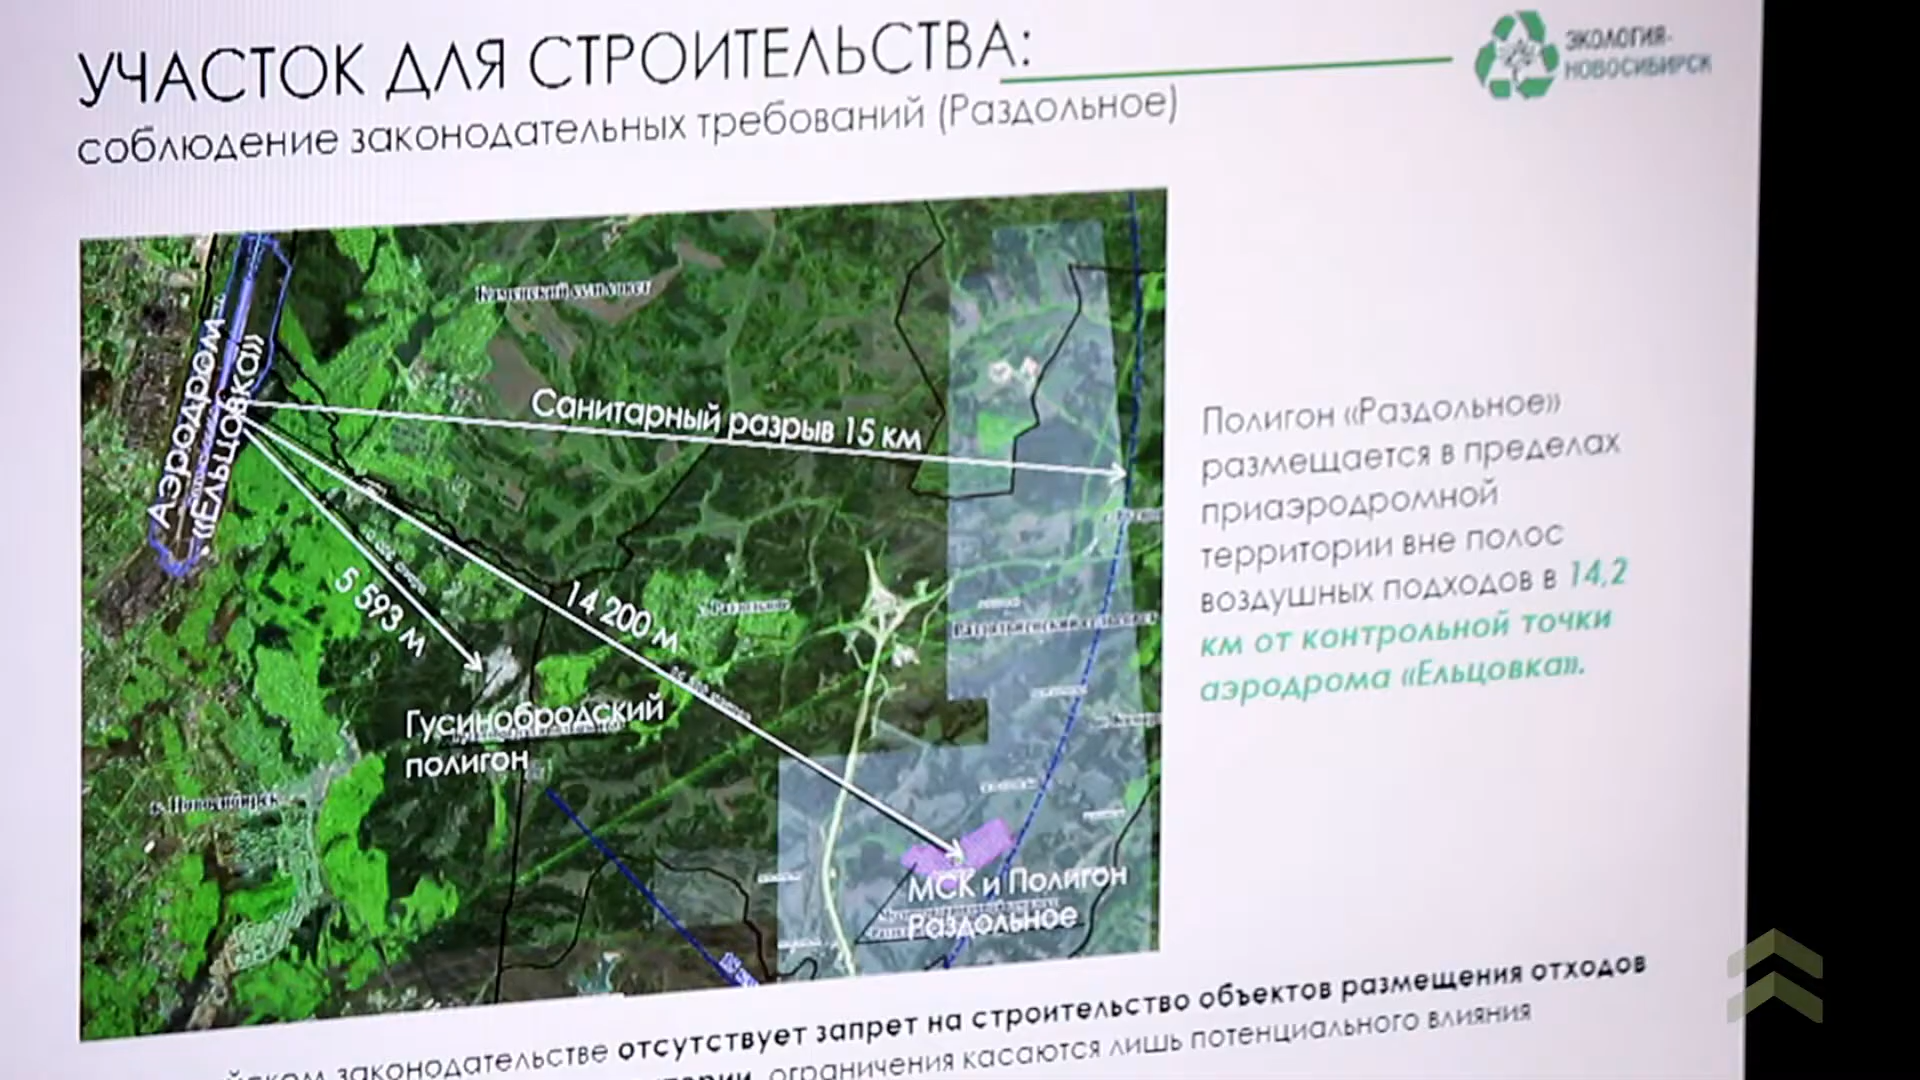 УЧАСТОК ДЛЯ СТРОИТЕЛЬСТВА:
соблюдение законодательных требований (Раздольное)
ЭКОЛОГИЯ-
НОВОСИБИРСК
Аэродром
«Ельцовка»
Санитарный разрыв 15 км
5 593 м
14 200 м
Гусинобродский
полигон
г. Новосибирск
МСК и Полигон
Раздольное
Полигон «Раздольное»
размещается в пределах
приаэродромной
территории вне полос
воздушных подходов в 14,2
км от контрольной точки
аэродрома «Ельцовка».
законодательстве отсутствует запрет на строительство объектов размещения отходов
ограничения касаются лишь потенциального влияния